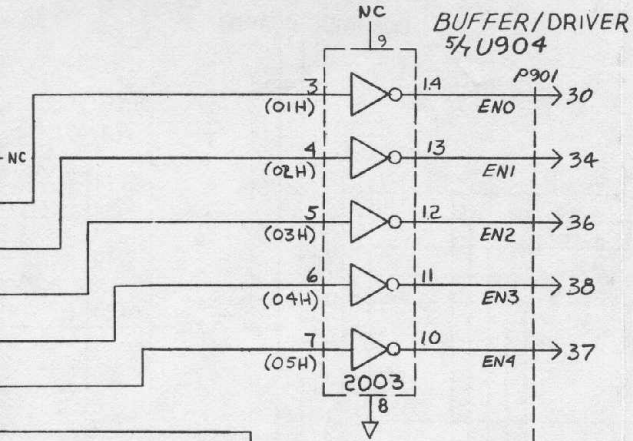 NC
BUFFER/DRIVER
5/7 U904
9
P901
3 14 30
(01H) EN0
NC
4 13 34
(02H) EN1
5 12 36
(03H) EN2
6 11 38
(04H) EN3
7 10 37
(05H) EN4
2003
8